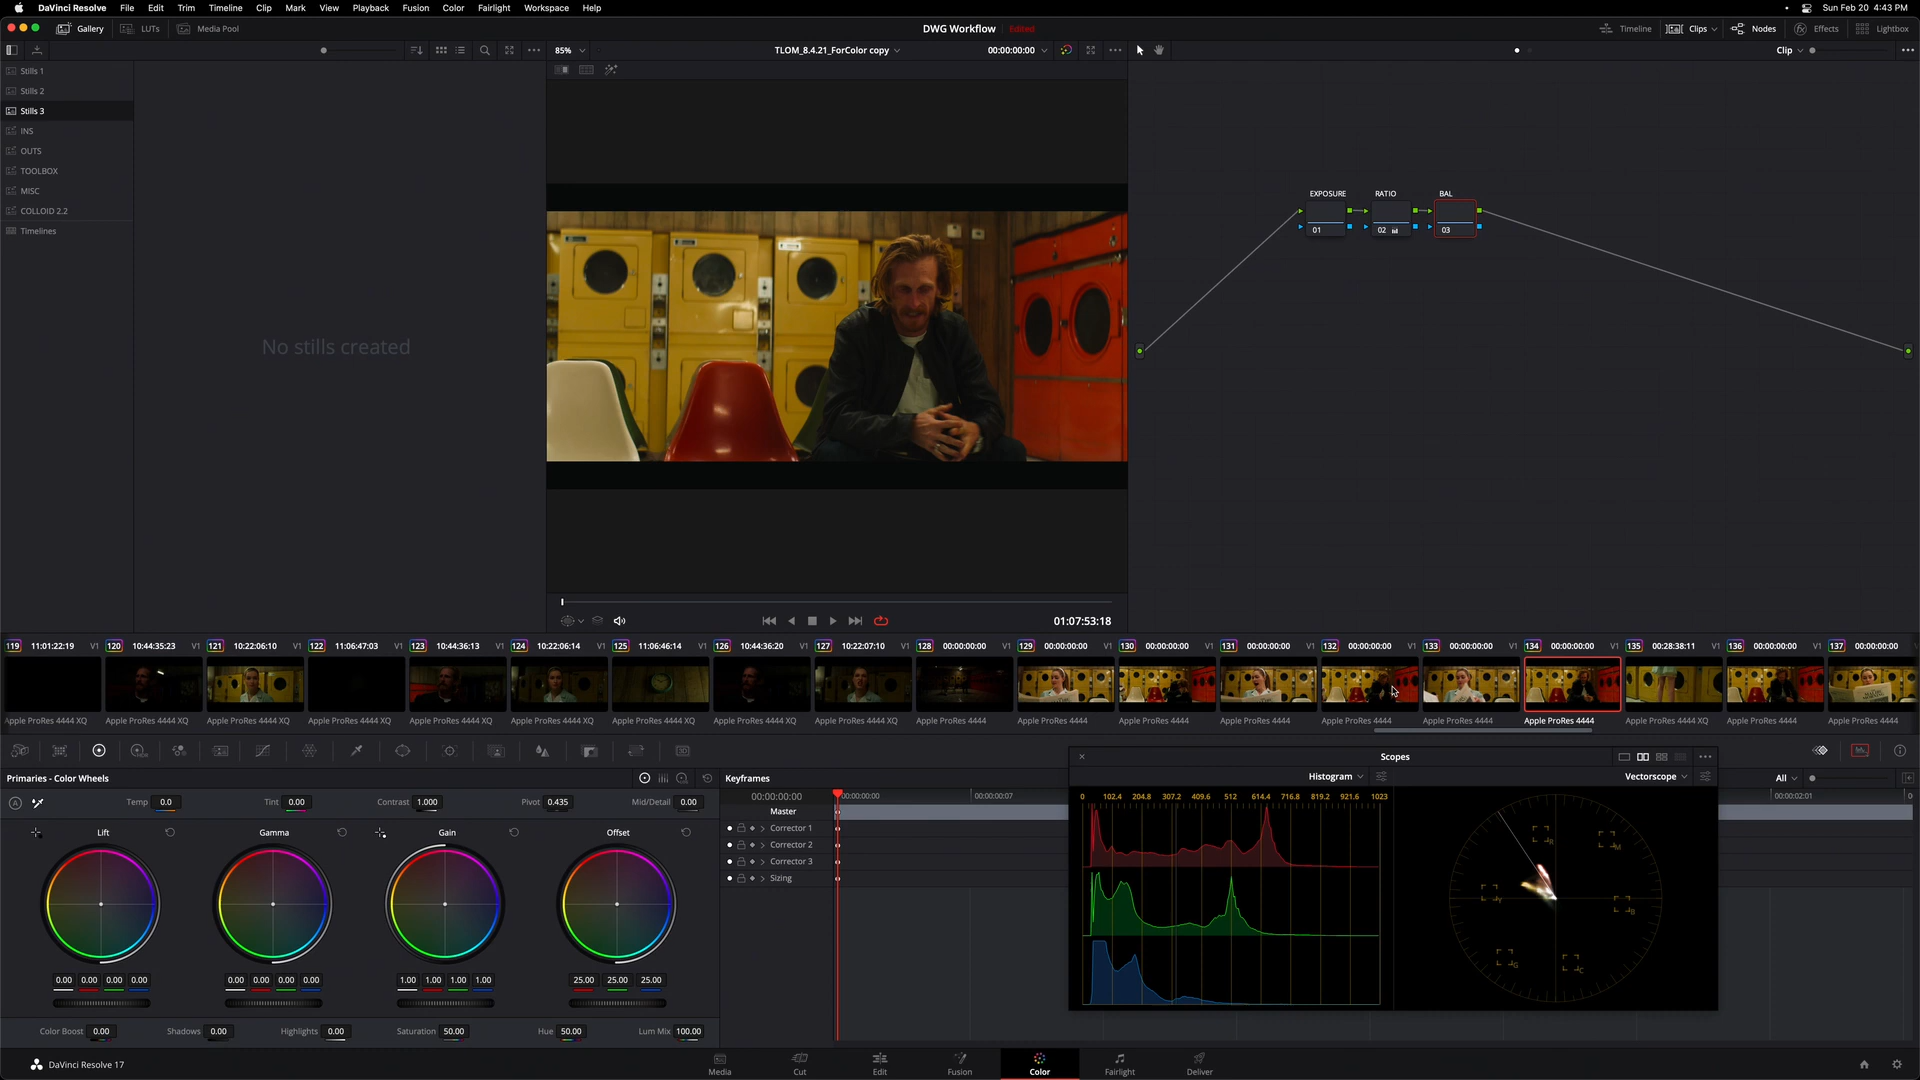 DaVinci Resolve File Edit Trim Timeline Clip Mark View Playback Fusion Color Fairlight Workspace Help Sun Feb 20 4:43 PM
Gallery LUTs Media Pool DWG Workflow Edited Timeline Clips Nodes Effects Lightbox
85% TLOM_8.4.21_ForColor copy 00:00:00:00 Clip
Stills 1
Stills 2
Stills 3
INS
OUTS
TOOLBOX
MISC
COLLOID 2.2
Timelines
No stills created
EXPOSURE RATIO BAL
01 02 03
01:07:53:18
119 11:01:22:19 V1 120 10:44:35:23 V1 121 10:22:06:10 V1 122 11:06:47:03 V1 123 10:44:36:13 V1 124 10:22:06:14 V1 125 11:06:46:14 V1 126 10:44:36:20 V1 127 10:22:07:10 V1 128 00:00:00:00 V1 129 00:00:00:00 V1 130 00:00:00:00 V1 131 00:00:00:00 V1 132 00:00:00:00 V1 133 00:00:00:00 V1 134 00:00:00:00 V1 135 00:28:38:11 V1 136 00:00:00:00 V1 137 00:00:00:00
Apple ProRes 4444 XQ Apple ProRes 4444 XQ Apple ProRes 4444 XQ Apple ProRes 4444 XQ Apple ProRes 4444 XQ Apple ProRes 4444 XQ Apple ProRes 4444 XQ Apple ProRes 4444 XQ Apple ProRes 4444 XQ Apple ProRes 4444 Apple ProRes 4444 Apple ProRes 4444 Apple ProRes 4444 Apple ProRes 4444 Apple ProRes 4444 Apple ProRes 4444 Apple ProRes 4444 XQ Apple ProRes 4444 Apple ProRes 4444
Primaries - Color Wheels Keyframes Scopes
Histogram Vectorscope All
Temp 0.0 Tint 0.00 Contrast 1.000 Pivot 0.435 Mid/Detail 0.00
00:00:00:00 00:00:00:00 00:00:00:07 00:00:02:01
0 102.4 204.8 307.2 409.6 512 614.4 716.8 819.2 921.6 1023
Master
Lift Gamma Gain Offset
Corrector 1
Corrector 2
Corrector 3
Sizing
R M
Y B
G C
0.00 0.00 0.00 0.00 0.00 0.00 0.00 0.00 1.00 1.00 1.00 1.00 25.00 25.00 25.00
Color Boost 0.00 Shadows 0.00 Highlights 0.00 Saturation 50.00 Hue 50.00 Lum Mix 100.00
DaVinci Resolve 17 Media Cut Edit Fusion Color Fairlight Deliver